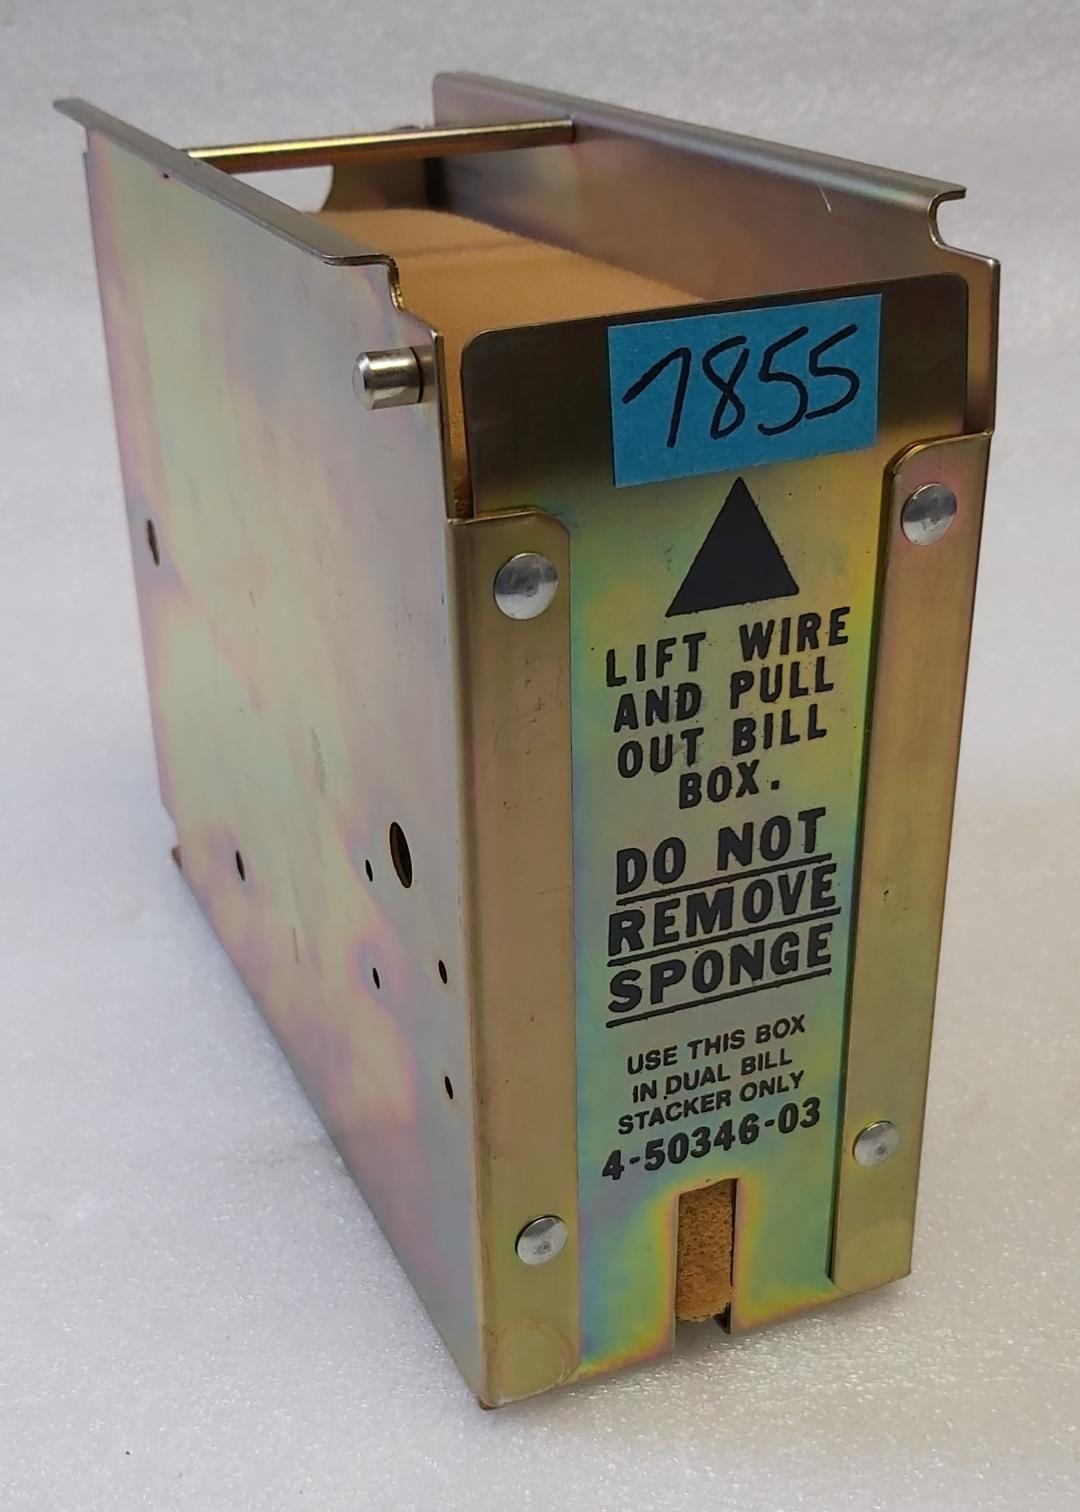 1855
LIFT WIRE
AND PULL
OUT BILL
BOX.
DO NOT
REMOVE
SPONGE
USE THIS BOX
IN DUAL BILL
STACKER ONLY
4-50346-03